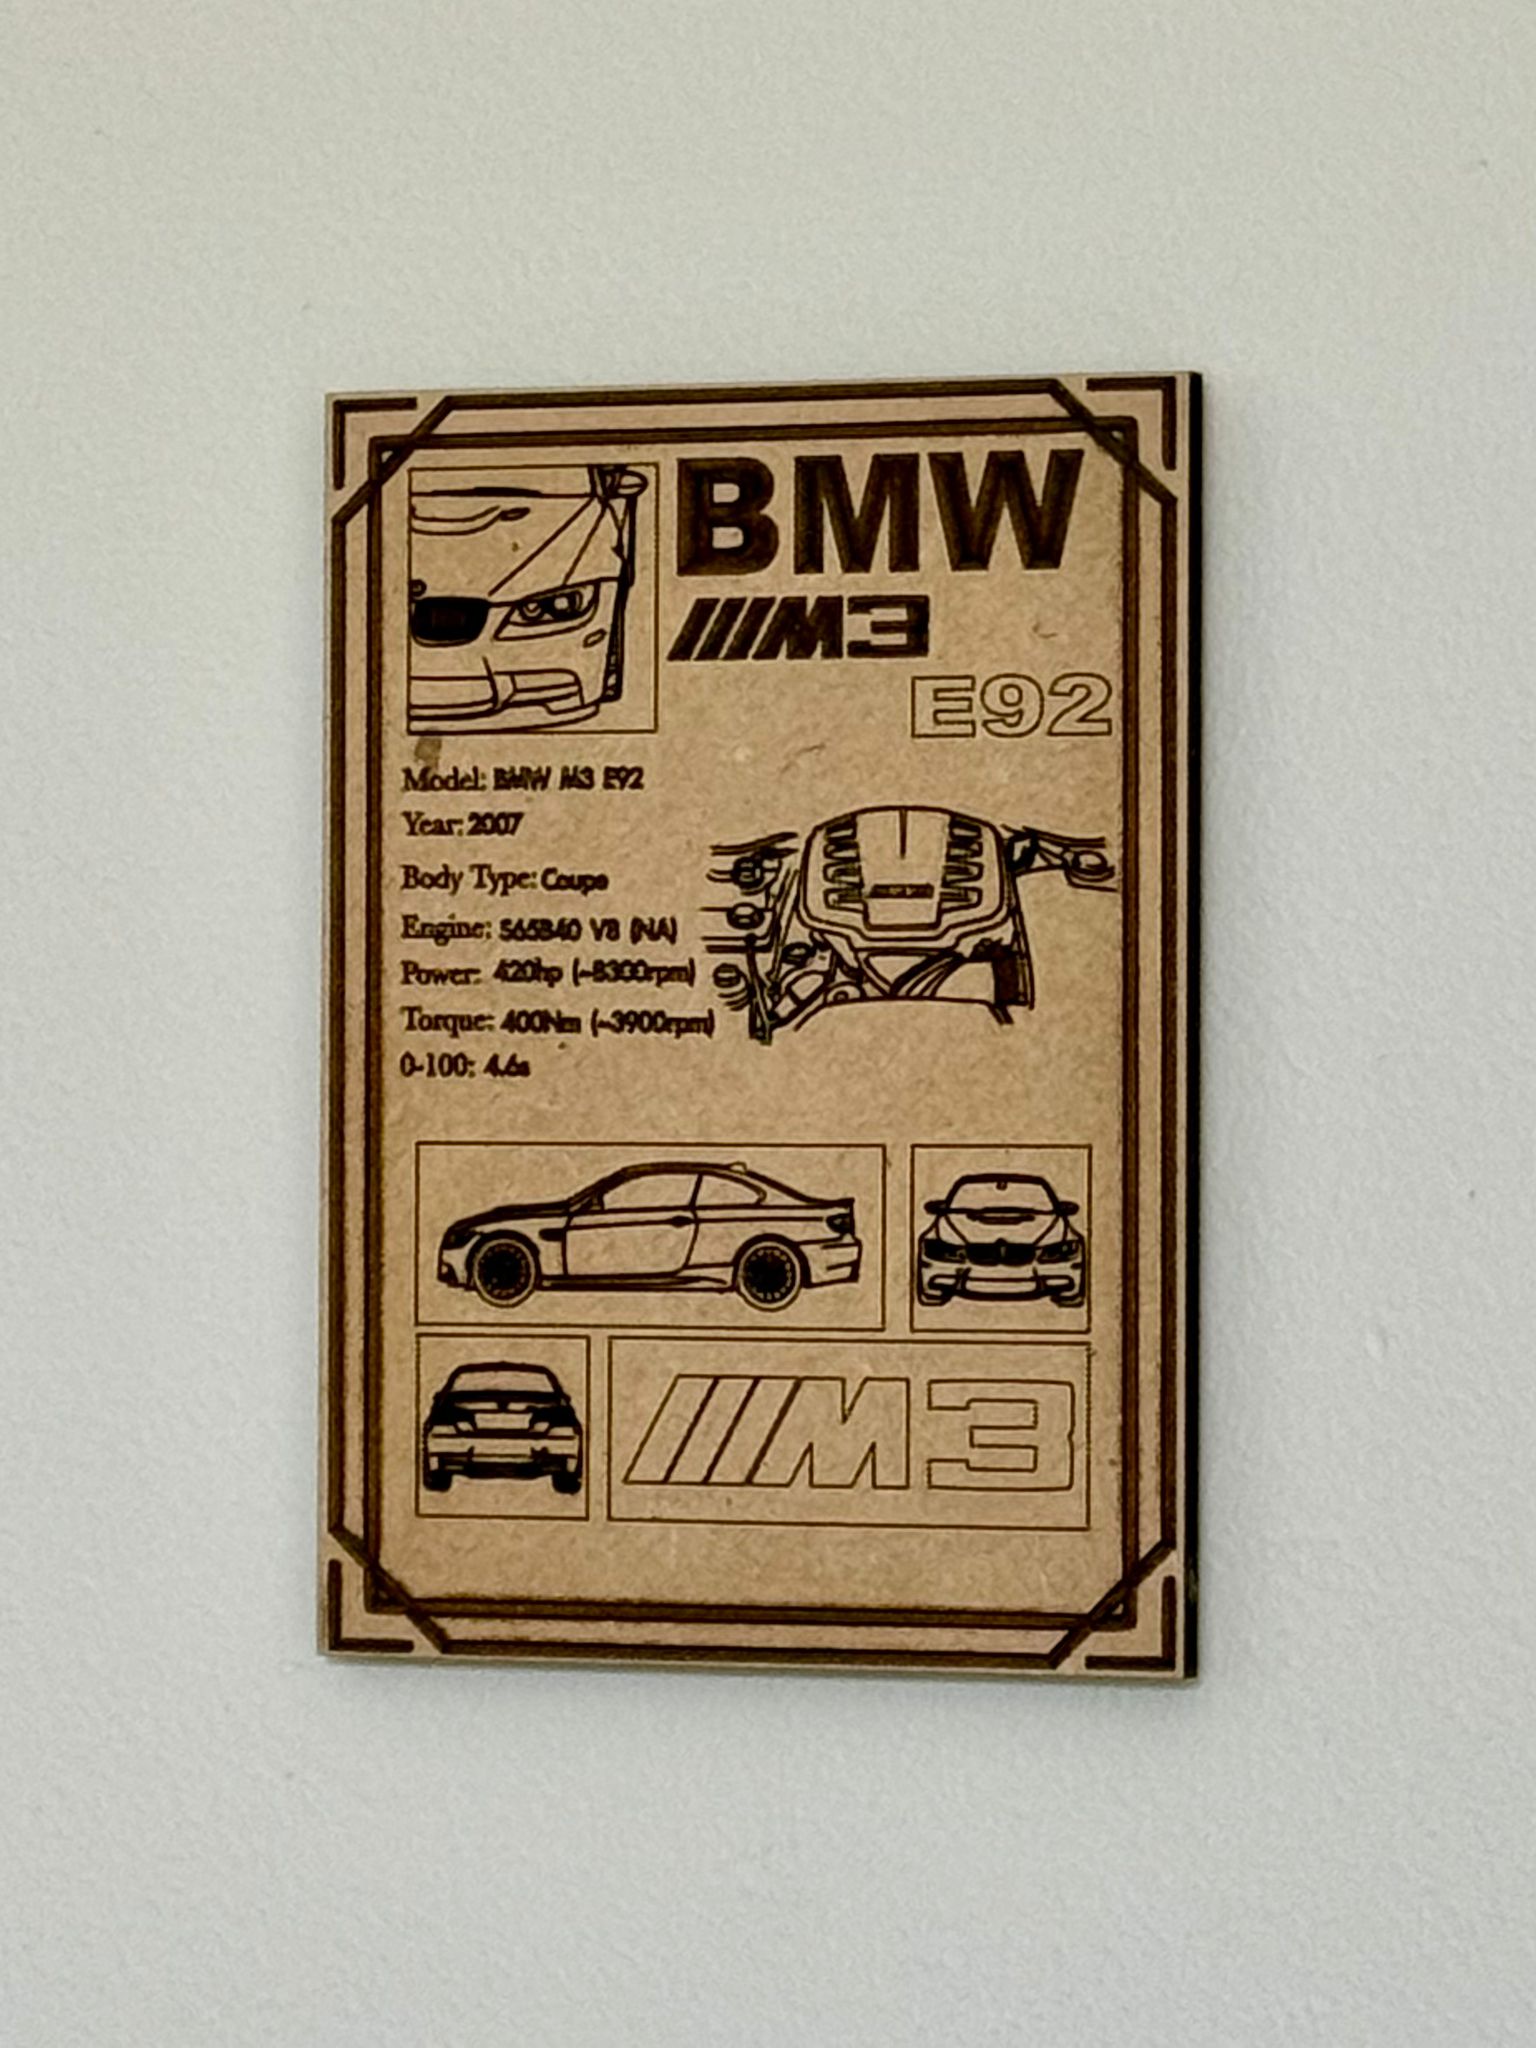 BMW
M3
E92
Model: BMW M3 E92
Year: 2007
Body Type: Coupe
Engine: S65B40 V8 (NA)
Power: 420hp (~8300rpm)
Torque: 400Nm (~3900rpm)
0-100: 4.6s
M3